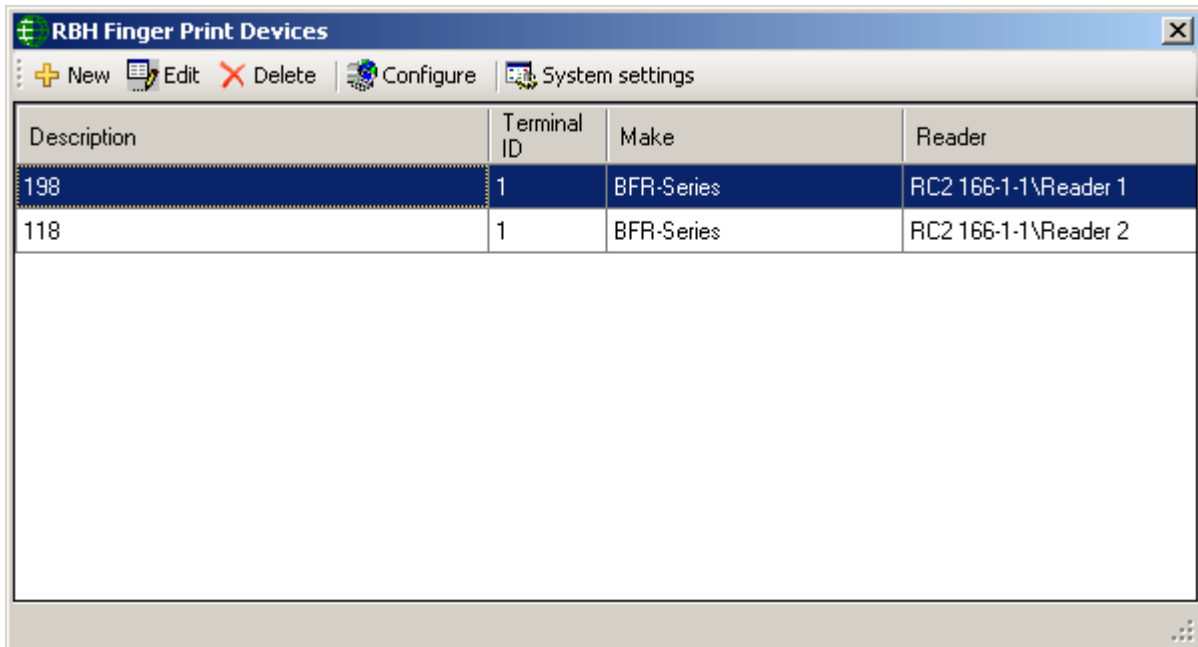 RBH Finger Print Devices
New Edit Delete Configure System settings
Description Terminal ID Make Reader
198 1 BFR-Series RC2 166-1-1\Reader 1
118 1 BFR-Series RC2 166-1-1\Reader 2